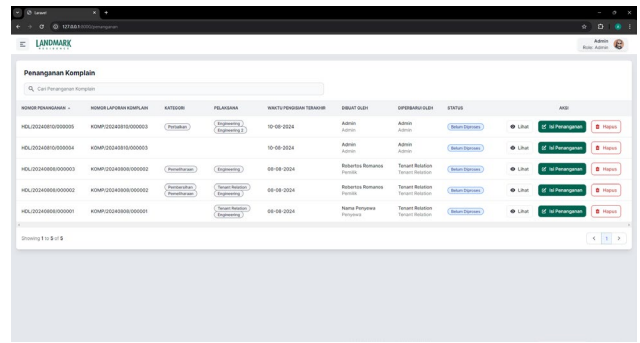 Laravel
127.0.0.1:8000/penanganan
LANDMARK
RESIDENCE
Admin
Role: Admin
Penanganan Komplain
Cari Penanganan Komplain
NOMOR PENANGANAN NOMOR LAPORAN KOMPLAIN KATEGORI PELAKSANA WAKTU PENGISIAN TERAKHIR DIBUAT OLEH DIPERBARUI OLEH STATUS AKSI
HDL/20240810/000005 KOMP/20240810/000003 Perbaikan Engineering Engineering 2 10-08-2024 Admin Admin Admin Admin Belum Diproses Lihat Isi Penanganan Hapus
HDL/20240810/000004 KOMP/20240810/000003 10-08-2024 Admin Admin Admin Admin Belum Diproses Lihat Isi Penanganan Hapus
HDL/20240808/000003 KOMP/20240808/000002 Pemeliharaan Engineering 08-08-2024 Robertos Romanos Pemilik Tenant Relation Tenant Relation Belum Diproses Lihat Isi Penanganan Hapus
HDL/20240808/000002 KOMP/20240808/000002 Pembersihan Pemeliharaan Tenant Relation Engineering 08-08-2024 Robertos Romanos Pemilik Tenant Relation Tenant Relation Belum Diproses Lihat Isi Penanganan Hapus
HDL/20240808/000001 KOMP/20240808/000001 Tenant Relation Engineering 08-08-2024 Nama Penyewa Penyewa Tenant Relation Tenant Relation Belum Diproses Lihat Isi Penanganan Hapus
Showing 1 to 5 of 5
1